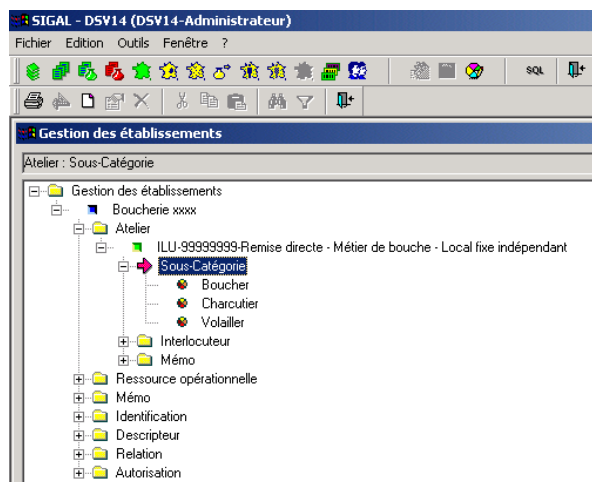 SIGAL - DSV14 (DSV14-Administrateur)
Fichier Edition Outils Fenêtre ?
SQL
Gestion des établissements
Atelier : Sous-Catégorie
Gestion des établissements
Boucherie xxxx
Atelier
ILU-99999999-Remise directe - Métier de bouche - Local fixe indépendant
Sous-Catégorie
Boucher
Charcutier
Volailler
Interlocuteur
Mémo
Ressource opérationnelle
Mémo
Identification
Descripteur
Relation
Autorisation